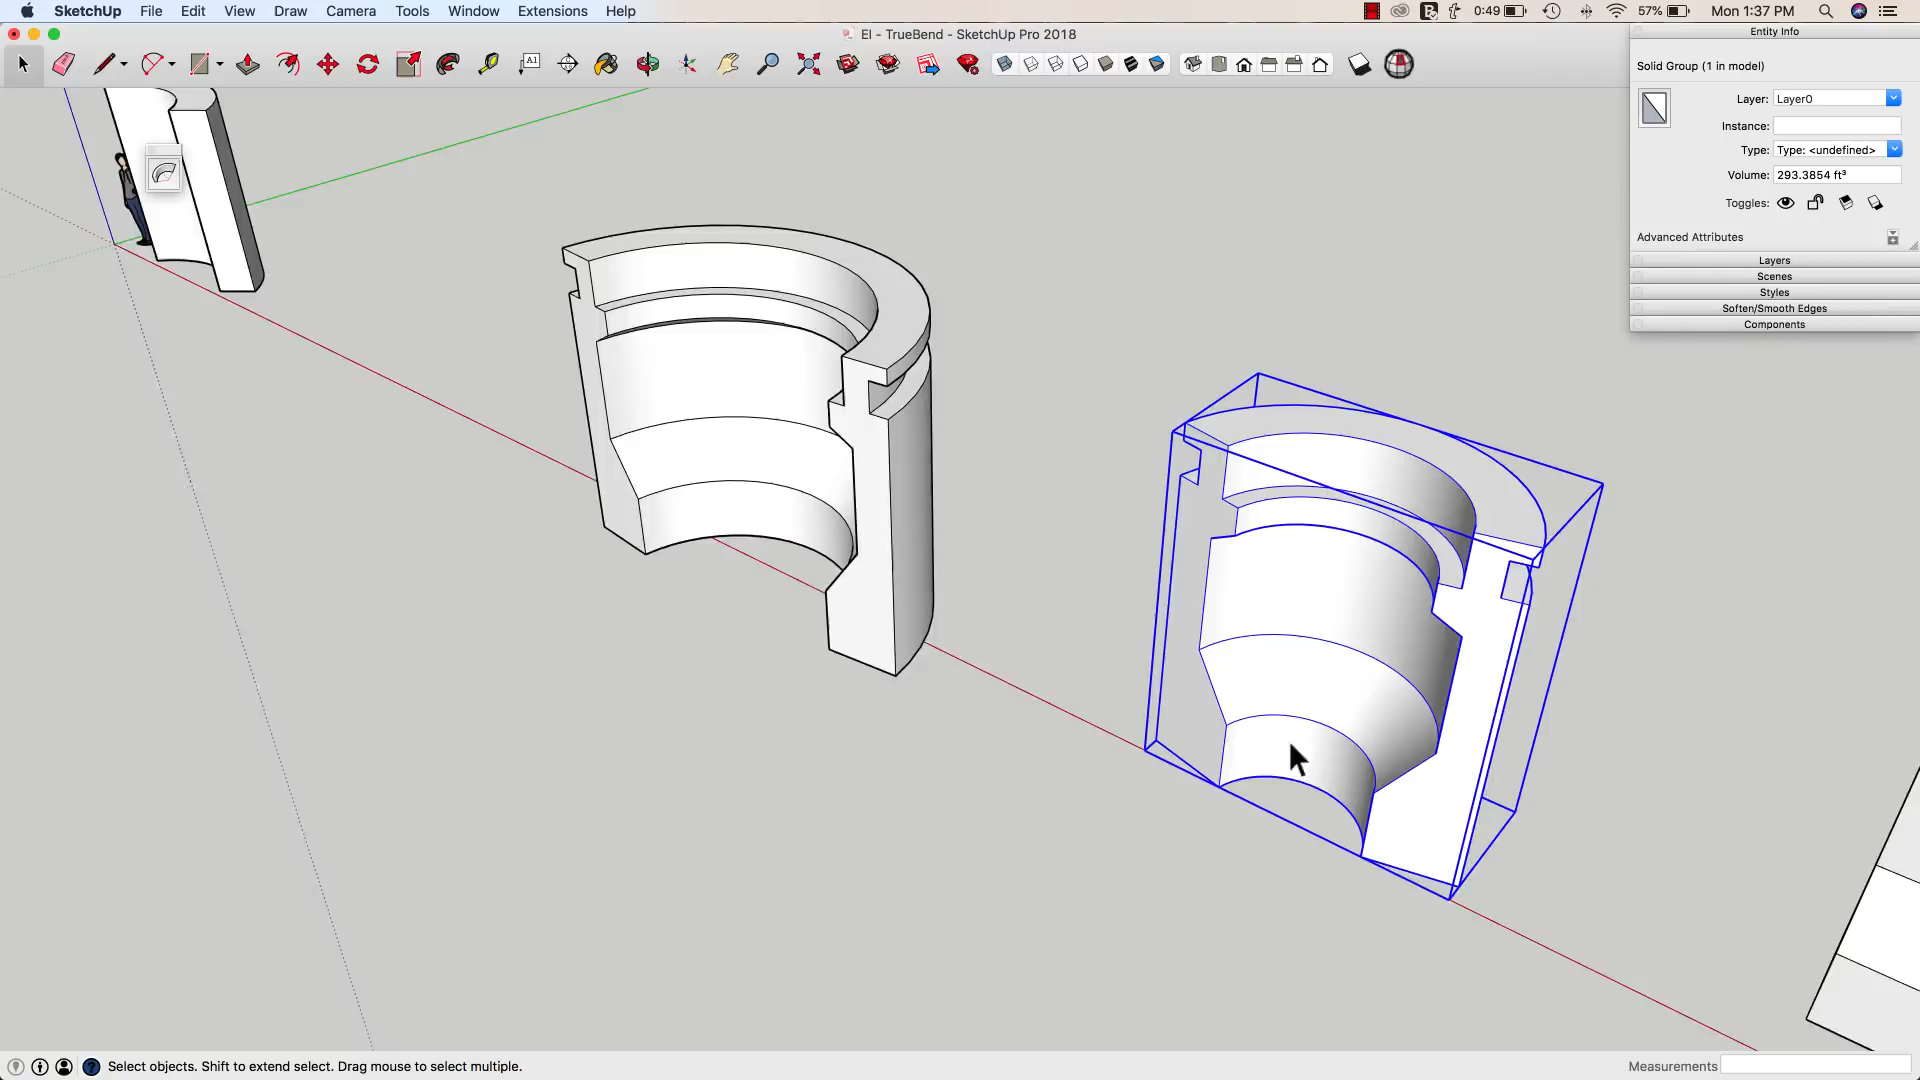 SketchUp File Edit View Draw Camera Tools Window Extensions Help 0:49 57% Mon 1:37 PM
EI - TrueBend - SketchUp Pro 2018
A1
Entity Info
Solid Group (1 in model)
Layer: Layer0
Instance:
Type: Type: <undefined>
Volume: 293.3854 ft³
Toggles:
Advanced Attributes
Layers
Scenes
Styles
Soften/Smooth Edges
Components
Select objects. Shift to extend select. Drag mouse to select multiple.
Measurements